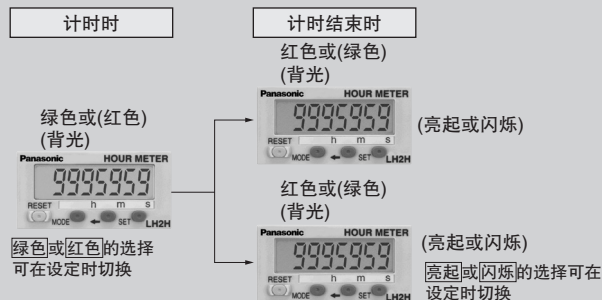 计时时
计时结束时
红色或(绿色)
(背光)
Panasonic HOUR METER
9995959
RESET h m s
MODE SET LH2H
(亮起或闪烁)
绿色或(红色)
(背光)
Panasonic HOUR METER
9995959
RESET h m s
MODE SET LH2H
绿色或红色的选择
可在设定时切换
红色或(绿色)
(背光)
Panasonic HOUR METER
9995959
RESET h m s
MODE SET LH2H
(亮起或闪烁)
亮起或闪烁的选择可在
设定时切换